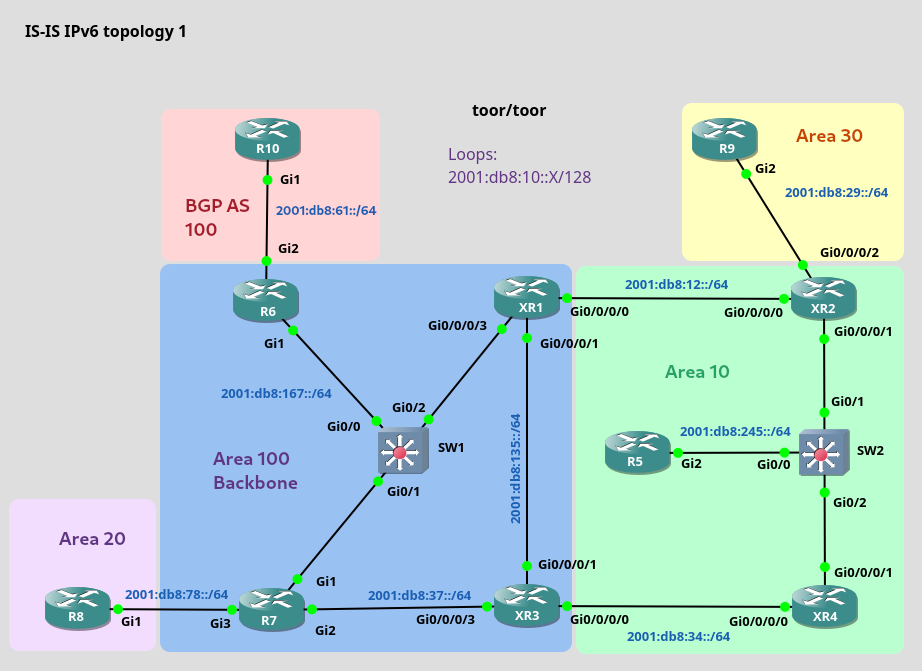 IS-IS IPv6 topology 1
toor/toor
Loops:
2001:db8:10::X/128
R10
Gi1
BGP AS
100
2001:db8:61::/64
Gi2
R6
Gi1
2001:db8:167::/64
Gi0/0
Gi0/2
SW1
Gi0/1
Area 100
Backbone
R9
Area 30
Gi2
2001:db8:29::/64
Gi0/0/0/2
XR1
Gi0/0/0/3
Gi0/0/0/0
Gi0/0/0/1
2001:db8:12::/64
Gi0/0/0/0
XR2
Gi0/0/0/1
Area 10
Gi0/1
2001:db8:245::/64
R5
Gi2
Gi0/0
SW2
Gi0/2
2001:db8:135::/64
Area 20
2001:db8:78::/64
R8
Gi1
Gi3
R7
Gi1
Gi2
2001:db8:37::/64
Gi0/0/0/3
Gi0/0/0/1
XR3
Gi0/0/0/0
2001:db8:34::/64
Gi0/0/0/0
Gi0/0/0/1
XR4